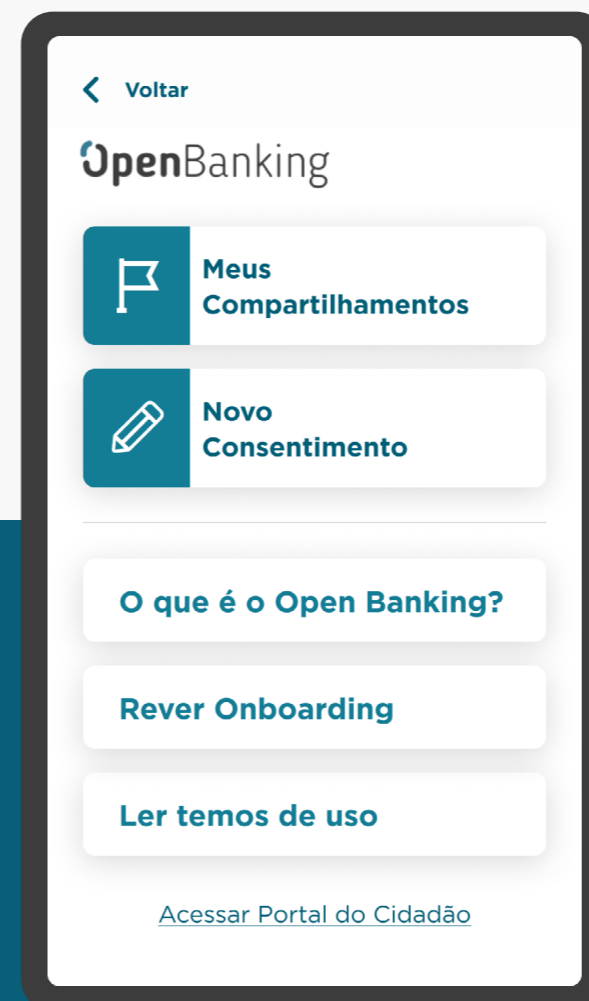 Voltar
OpenBanking
Meus
Compartilhamentos
Novo
Consentimento
O que é o Open Banking?
Rever Onboarding
Ler temos de uso
Acessar Portal do Cidadão